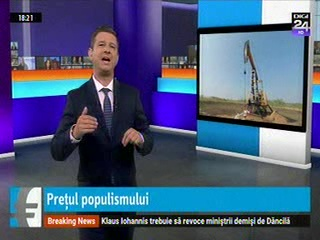 18:21
DIGI
24
HD
Prețul populismului
Breaking News Klaus Iohannis trebuie să revoce miniștrii demiși de Dăncilă